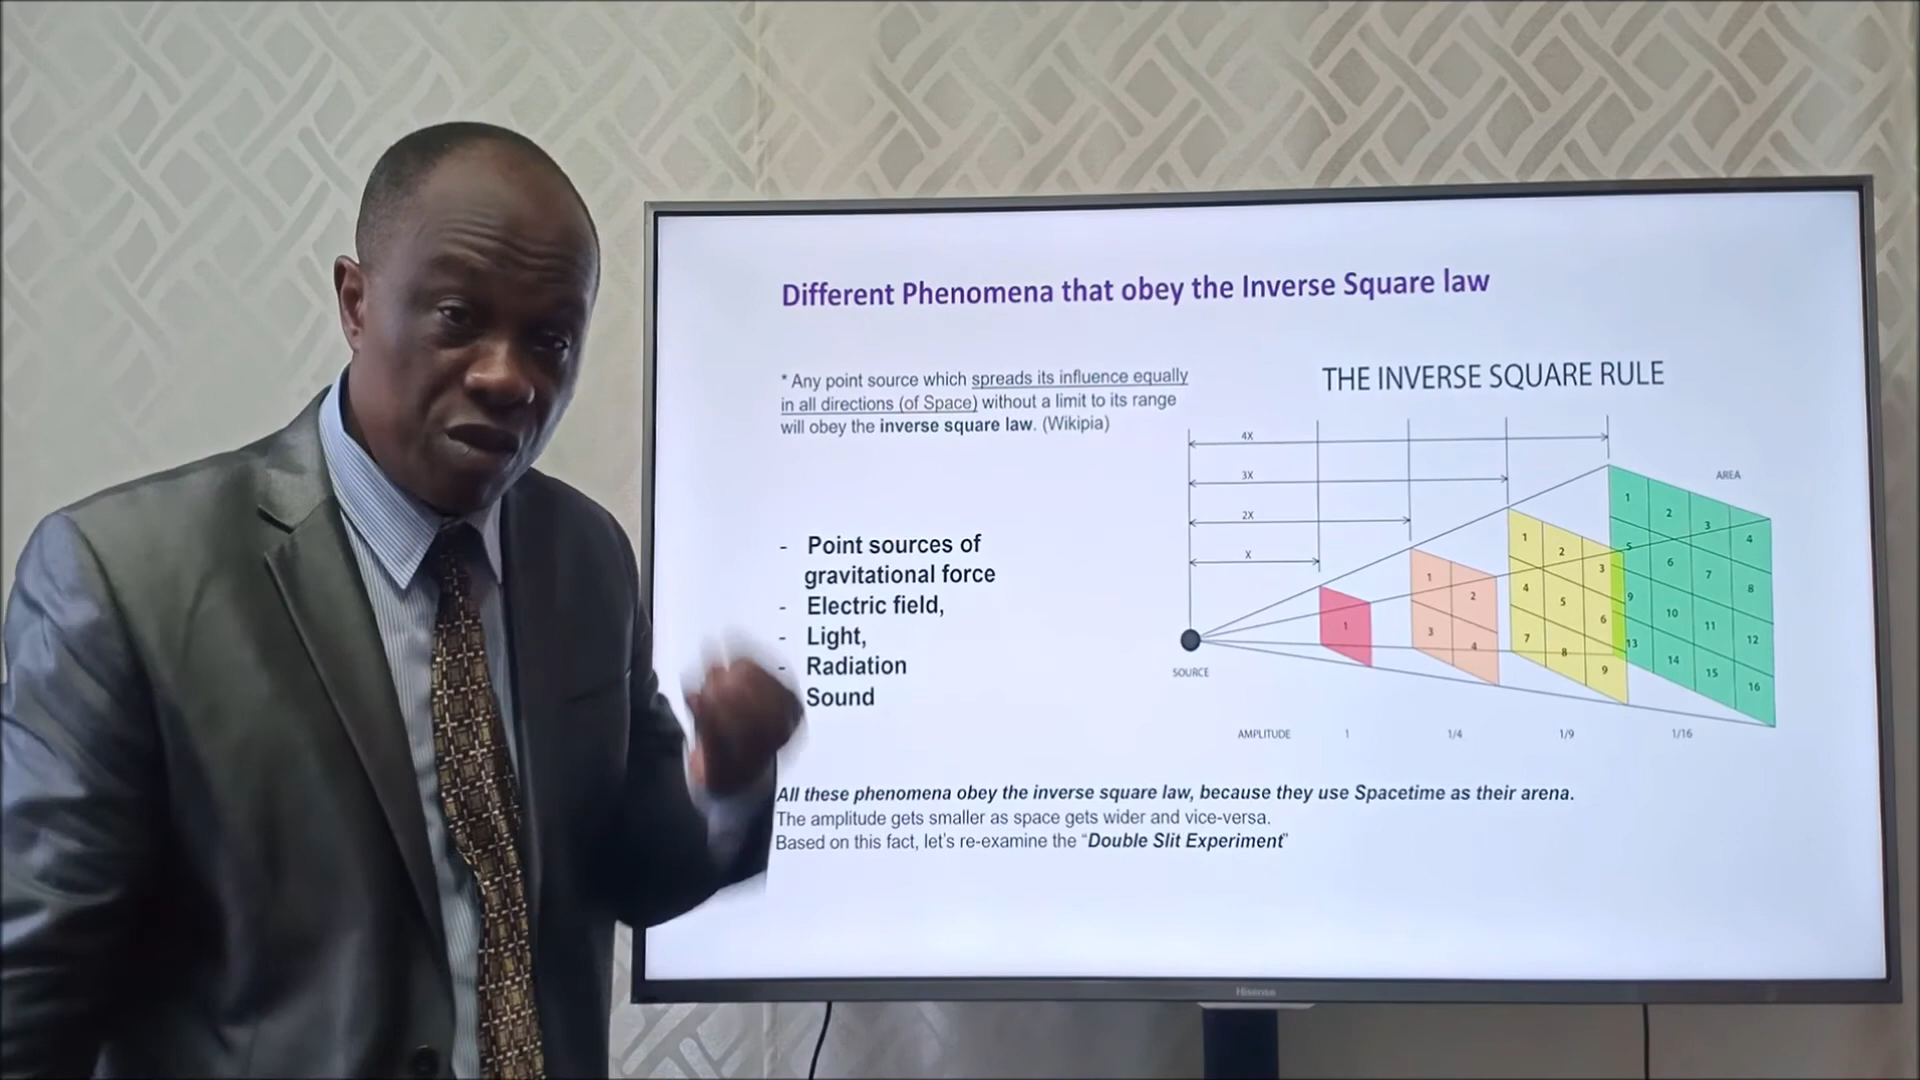 Different Phenomena that obey the Inverse Square law
* Any point source which spreads its influence equally
in all directions (of Space) without a limit to its range
will obey the inverse square law. (Wikipia)
- Point sources of
gravitational force
- Electric field,
- Light,
- Radiation
Sound
THE INVERSE SQUARE RULE
4X
3X
2X
X
AREA
1
1 2 3 4
1 2 3 4 5 6 7 8 9
1 2 3 4 5 6 7 8 9 10 11 12 13 14 15 16
SOURCE
AMPLITUDE 1 1/4 1/9 1/16
All these phenomena obey the inverse square law, because they use Spacetime as their arena.
The amplitude gets smaller as space gets wider and vice-versa.
Based on this fact, let's re-examine the “Double Slit Experiment”
Hisense